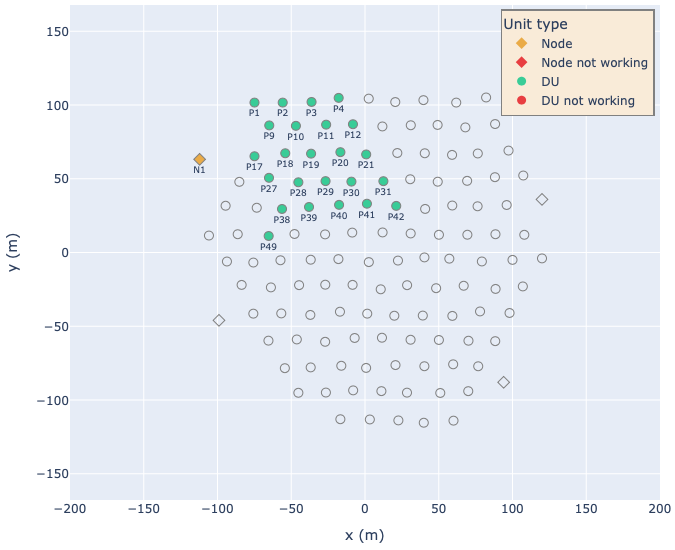 Unit type
Node
Node not working
DU
DU not working
150
100
50
0
−50
−100
−150
y (m)
P1 P2 P3 P4
P9 P10 P11 P12
P17 P18 P19 P20 P21
N1
P27 P28 P29 P30 P31
P38 P39 P40 P41 P42
P49
−200 −150 −100 −50 0 50 100 150 200
x (m)